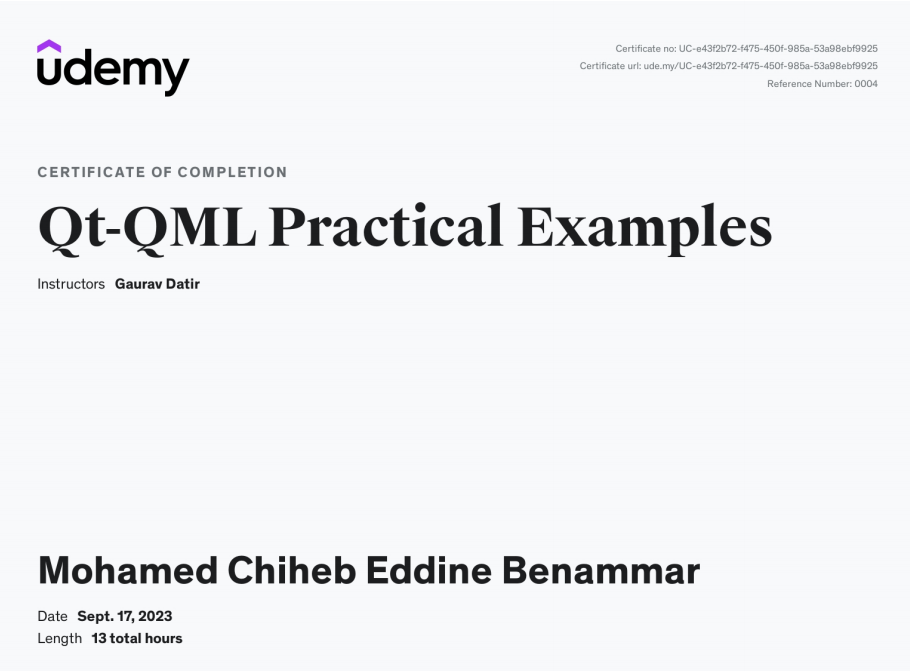 udemy
Certificate no: UC-e43f2b72-f475-450f-985a-53a98ebf9925
Certificate url: ude.my/UC-e43f2b72-f475-450f-985a-53a98ebf9925
Reference Number: 0004
CERTIFICATE OF COMPLETION
Qt-QML Practical Examples
Instructors Gaurav Datir
Mohamed Chiheb Eddine Benammar
Date Sept. 17, 2023
Length 13 total hours